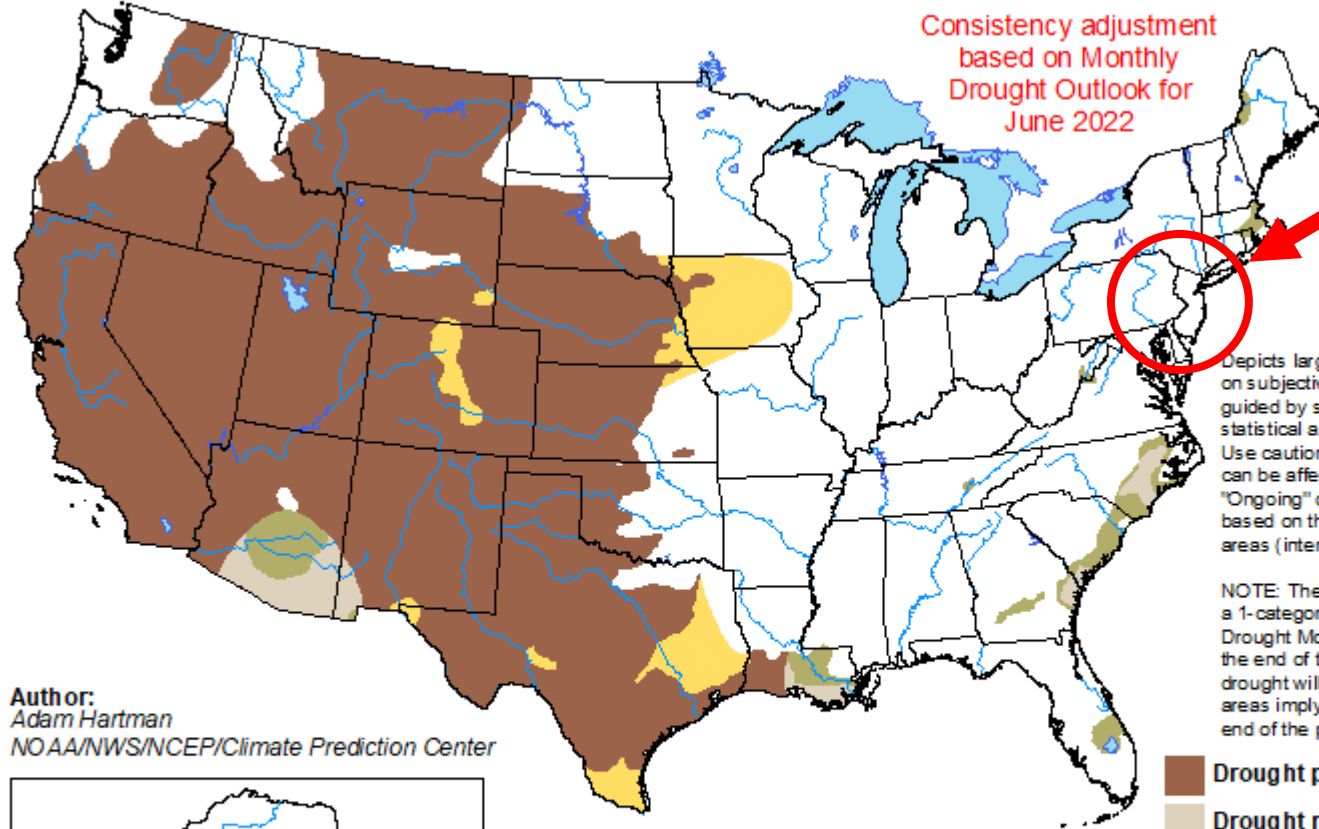 Consistency adjustment
based on Monthly
Drought Outlook for
June 2022
Depicts larg
on subjectiv
guided by s
statistical a
Use caution
can be affe
"Ongoing" d
based on th
areas (inter
NOTE: The
a 1-categor
Drought Mo
the end of t
drought will
areas imply
end of the p
Author:
Adam Hartman
NOAA/NWS/NCEP/Climate Prediction Center
Drought p
Drought r